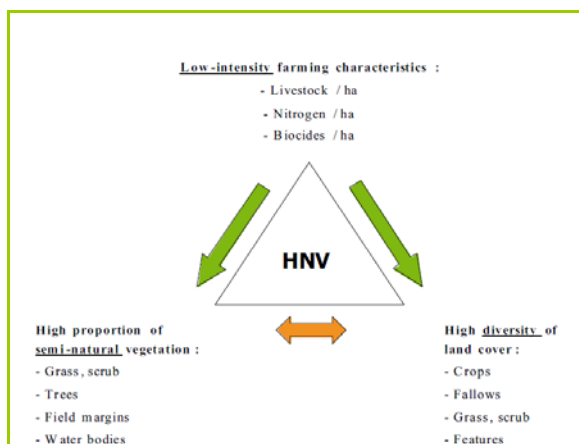 Low-intensity farming characteristics :
- Livestock / ha
- Nitrogen / ha
- Biocides / ha
HNV
High proportion of
semi-natural vegetation :
- Grass, scrub
- Trees
- Field margins
- Water bodies
High diversity of
land cover :
- Crops
- Fallows
- Grass, scrub
- Features